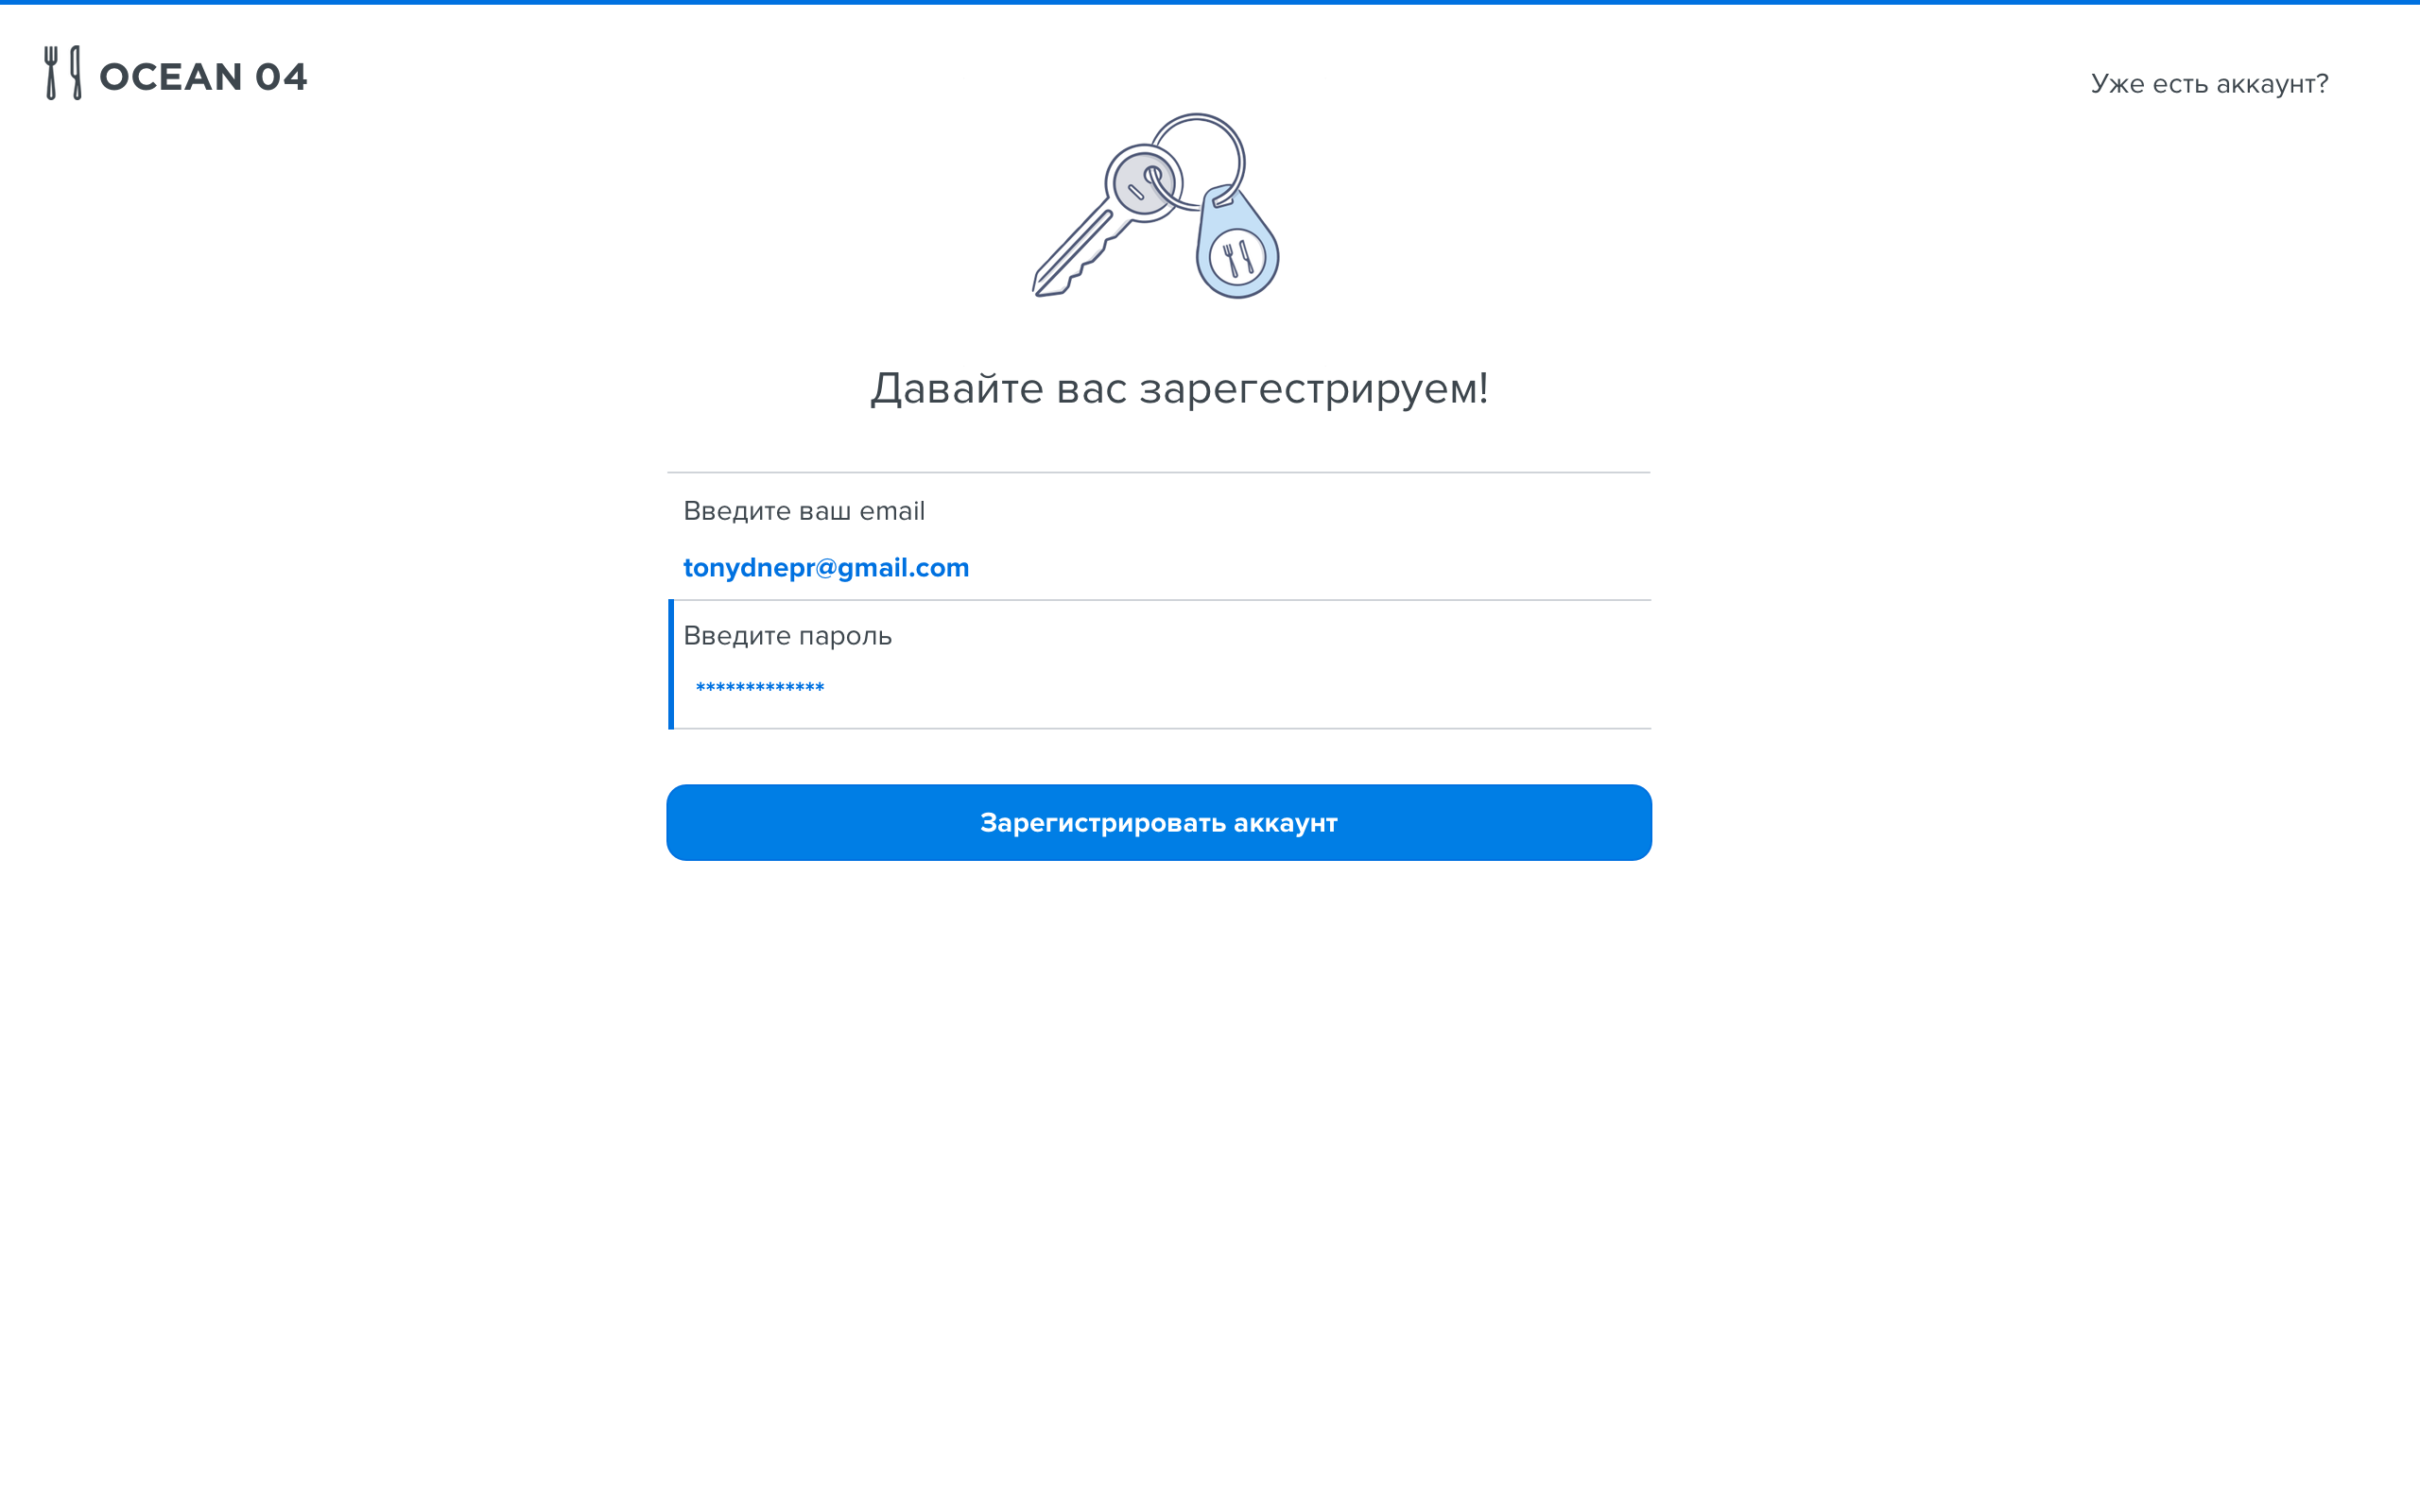 OCEAN 04
Уже есть аккаунт?
Давайте вас зарегестрируем!
Введите ваш email
tonydnepr@gmail.com
Введите пароль
*************
Зарегистрировать аккаунт